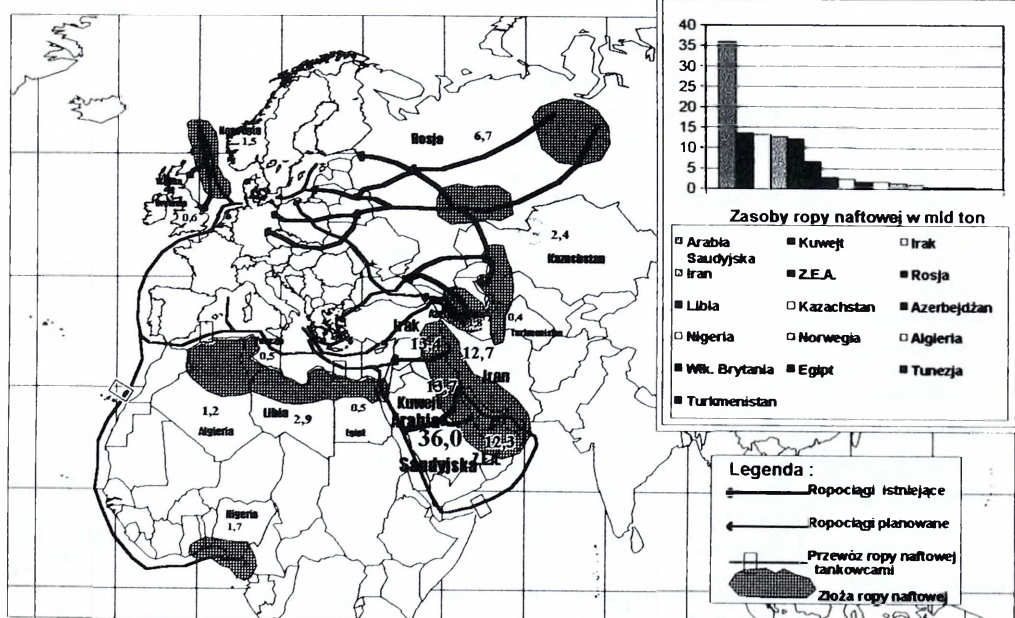 40
35
30
25
20
15
10
5
0
Zasoby ropy naftowej w mld ton
Arabia Saudyjska
Kuwejt
Irak
Iran
Z.E.A.
Rosja
Libia
Kazachstan
Azerbejdżan
Nigeria
Norwegia
Algieria
Wlk. Brytania
Egipt
Tunezja
Turkmenistan
1,5
Rosja 6,7
0,6
2,4
Kazachstan
0,4
Turkmenistan
Irak
12,7
Iran
0,5
13,7
Kuwejt
Arabia
36,0
Saudyjska
12,3
Z.E.A.
1,2
Algieria
Libia
2,9
0,5
Egipt
Nigeria
1,7
Legenda :
Ropociągi istniejące
Ropociągi planowane
Przewóz ropy naftowej
tankowcami
Złoża ropy naftowej